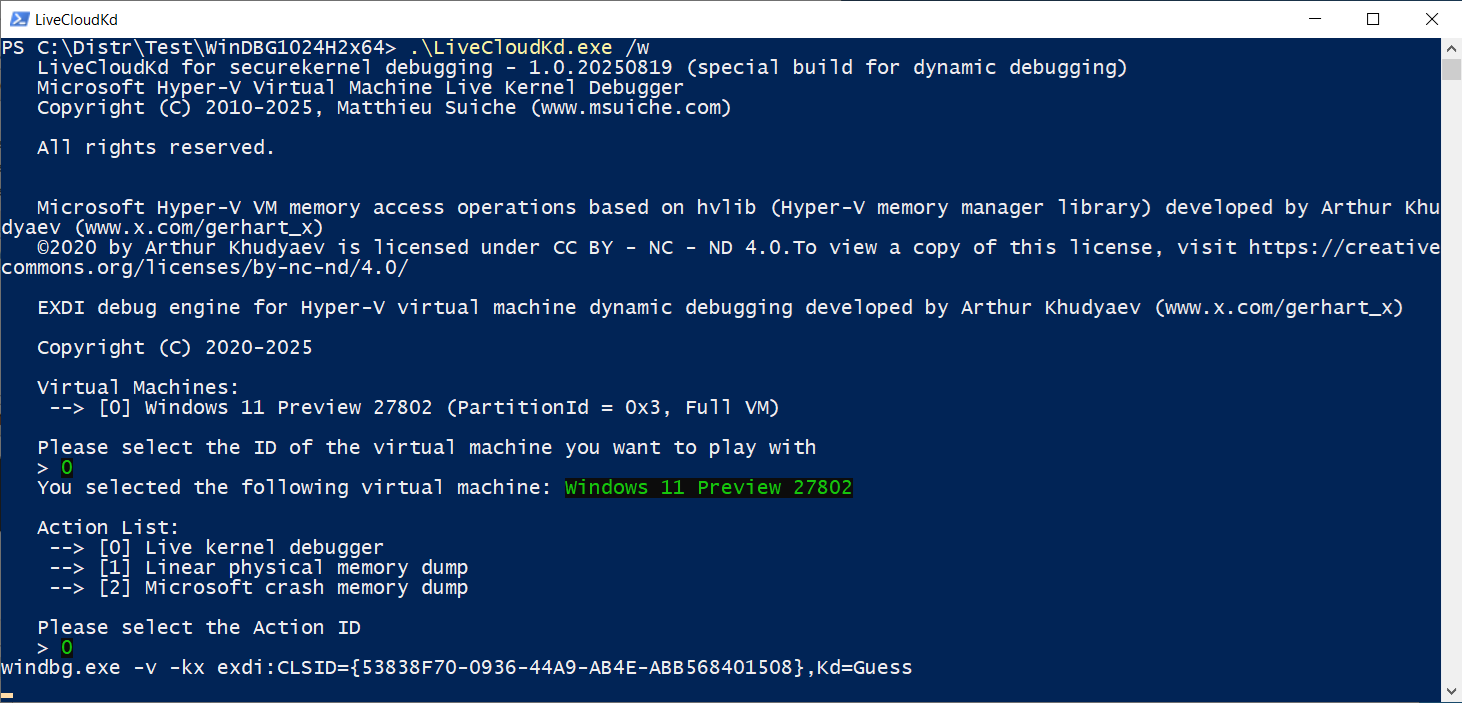 LiveCloudKd
PS C:\Distr\Test\WinDBG1024H2x64> .\LiveCloudKd.exe /w
LiveCloudKd for securekernel debugging - 1.0.20250819 (special build for dynamic debugging)
Microsoft Hyper-V Virtual Machine Live Kernel Debugger
Copyright (C) 2010-2025, Matthieu Suiche (www.msuiche.com)
All rights reserved.
Microsoft Hyper-V VM memory access operations based on hvlib (Hyper-V memory manager library) developed by Arthur Khu
dyaev (www.x.com/gerhart_x)
©2020 by Arthur Khudyaev is licensed under CC BY - NC - ND 4.0.To view a copy of this license, visit https://creative
commons.org/licenses/by-nc-nd/4.0/
EXDI debug engine for Hyper-V virtual machine dynamic debugging developed by Arthur Khudyaev (www.x.com/gerhart_x)
Copyright (C) 2020-2025
Virtual Machines:
--> [0] Windows 11 Preview 27802 (PartitionId = 0x3, Full VM)
Please select the ID of the virtual machine you want to play with
> 0
You selected the following virtual machine: Windows 11 Preview 27802
Action List:
--> [0] Live kernel debugger
--> [1] Linear physical memory dump
--> [2] Microsoft crash memory dump
Please select the Action ID
> 0
windbg.exe -v -kx exdi:CLSID={53838F70-0936-44A9-AB4E-ABB568401508},Kd=Guess